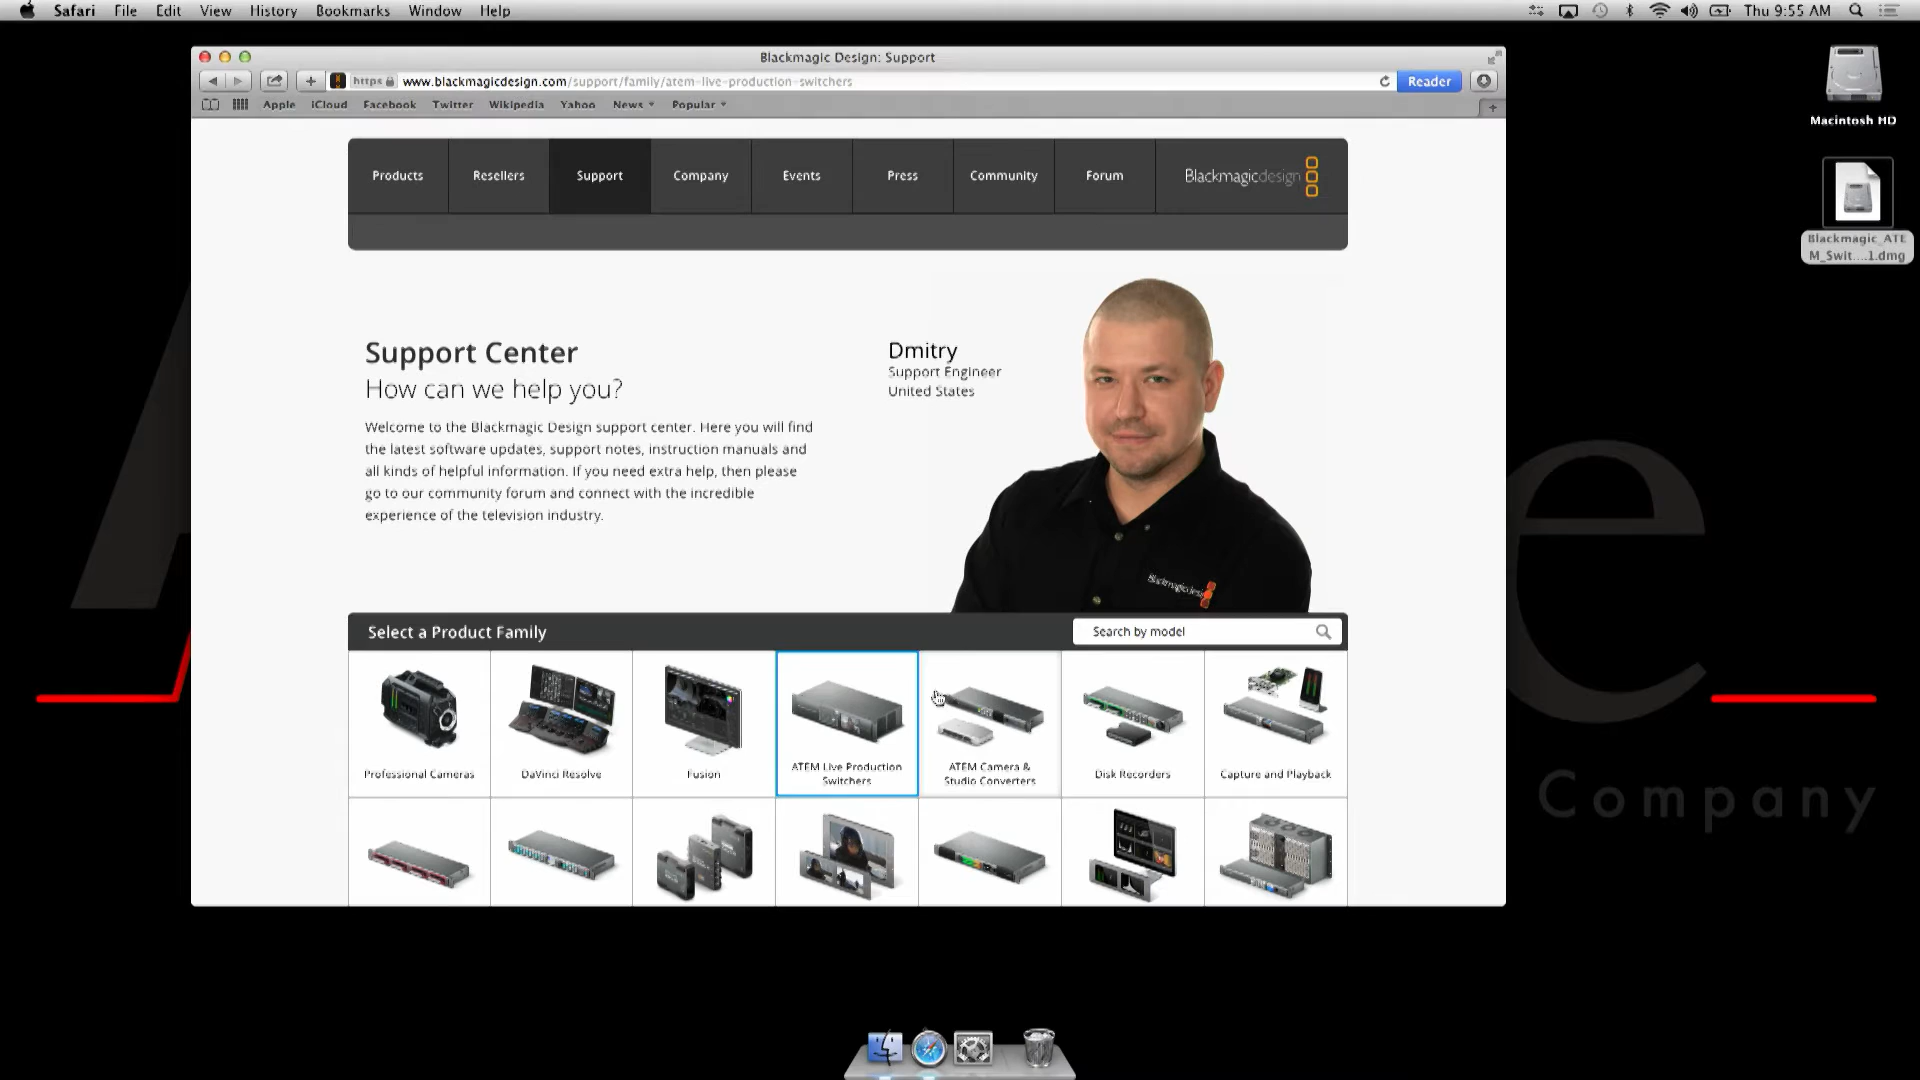 Safari File Edit View History Bookmarks Window Help Thu 9:55 AM
Blackmagic Design: Support
https www.blackmagicdesign.com/support/family/atem-live-production-switchers Reader
Apple iCloud Facebook Twitter Wikipedia Yahoo News Popular
Macintosh HD
Blackmagic_ATE
M_Swit....1.dmg
Products Resellers Support Company Events Press Community Forum Blackmagicdesign
Support Center
How can we help you?
Welcome to the Blackmagic Design support center. Here you will find
the latest software updates, support notes, instruction manuals and
all kinds of helpful information. If you need extra help, then please
go to our community forum and connect with the incredible
experience of the television industry.
Dmitry
Support Engineer
United States
Blackmagicdesign
Select a Product Family Search by model
Professional Cameras
DaVinci Resolve
Fusion
ATEM Live Production
Switchers
ATEM Camera &
Studio Converters
Disk Recorders
Capture and Playback
Company